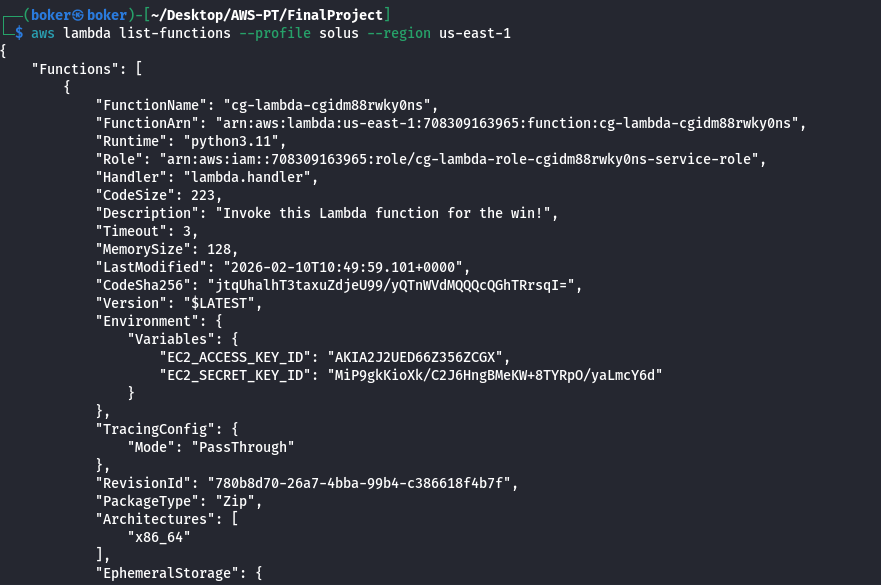 ┌──(boker㉿boker)-[~/Desktop/AWS-PT/FinalProject]
└─$ aws lambda list-functions --profile solus --region us-east-1
{
    "Functions": [
        {
            "FunctionName": "cg-lambda-cgidm88rwky0ns",
            "FunctionArn": "arn:aws:lambda:us-east-1:708309163965:function:cg-lambda-cgidm88rwky0ns",
            "Runtime": "python3.11",
            "Role": "arn:aws:iam::708309163965:role/cg-lambda-role-cgidm88rwky0ns-service-role",
            "Handler": "lambda.handler",
            "CodeSize": 223,
            "Description": "Invoke this Lambda function for the win!",
            "Timeout": 3,
            "MemorySize": 128,
            "LastModified": "2026-02-10T10:49:59.101+0000",
            "CodeSha256": "jtqUhalhT3taxuZdjeU99/yQTnWVdMQQQcQGhTRrsqI=",
            "Version": "$LATEST",
            "Environment": {
                "Variables": {
                    "EC2_ACCESS_KEY_ID": "AKIA2J2UED66Z356ZCGX",
                    "EC2_SECRET_KEY_ID": "MiP9gkKioXk/C2J6HngBMeKW+8TYRpO/yaLmcY6d"
                }
            },
            "TracingConfig": {
                "Mode": "PassThrough"
            },
            "RevisionId": "780b8d70-26a7-4bba-99b4-c386618f4b7f",
            "PackageType": "Zip",
            "Architectures": [
                "x86_64"
            ],
            "EphemeralStorage": {